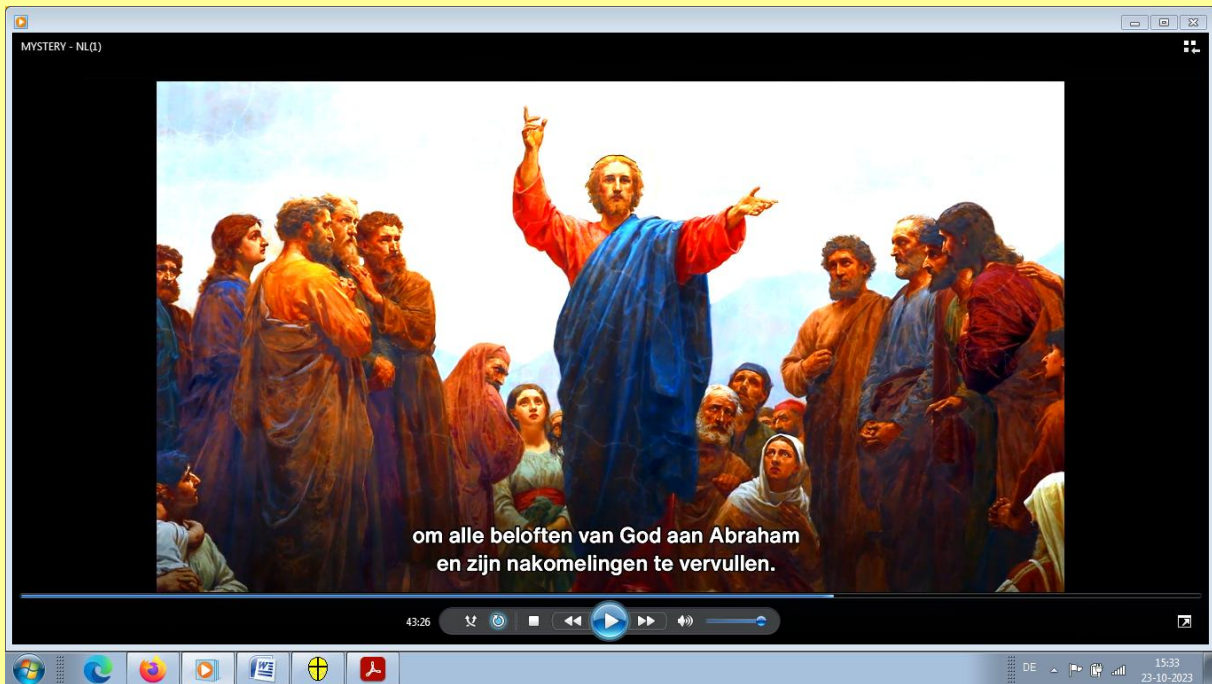 MYSTERY - NL(1)
om alle beloften van God aan Abraham
en zijn nakomelingen te vervullen.
43:26
DE
15:33
23-10-2023